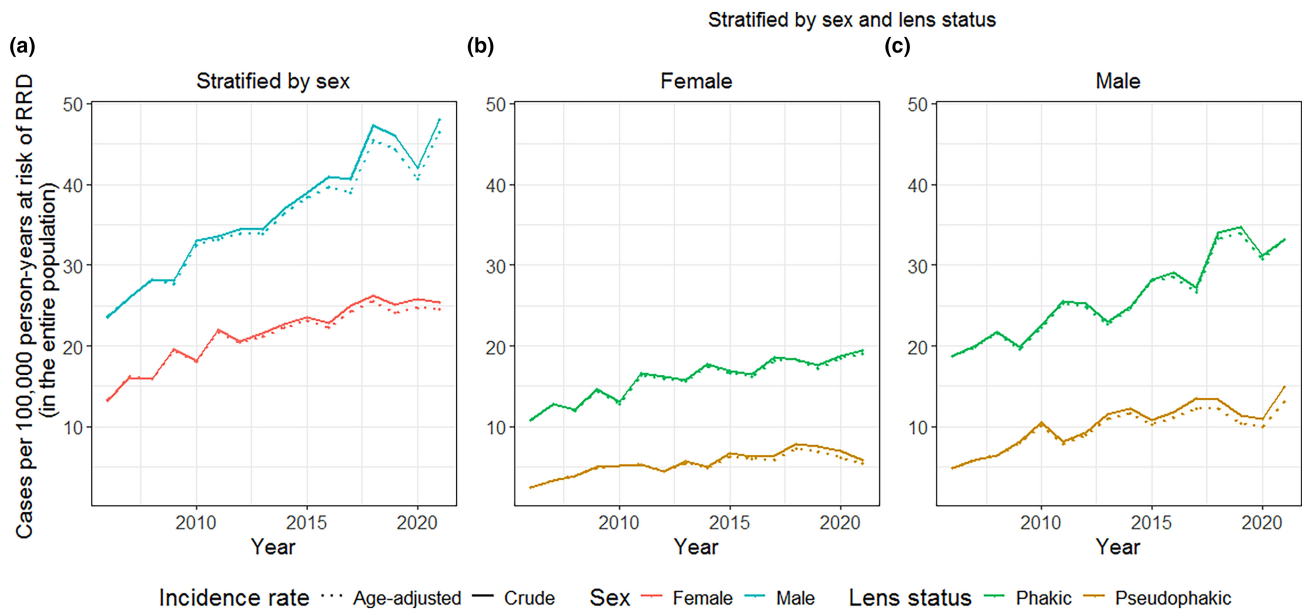 Stratified by sex and lens status
(a)
(b)
(c)
Stratified by sex
Female
Male
Cases per 100,000 person-years at risk of RRD
(in the entire population)
50
40
30
20
10
50
40
30
20
10
50
40
30
20
10
2010 2015 2020
2010 2015 2020
2010 2015 2020
Year
Year
Year
Incidence rate Age-adjusted Crude Sex Female Male Lens status Phakic Pseudophakic